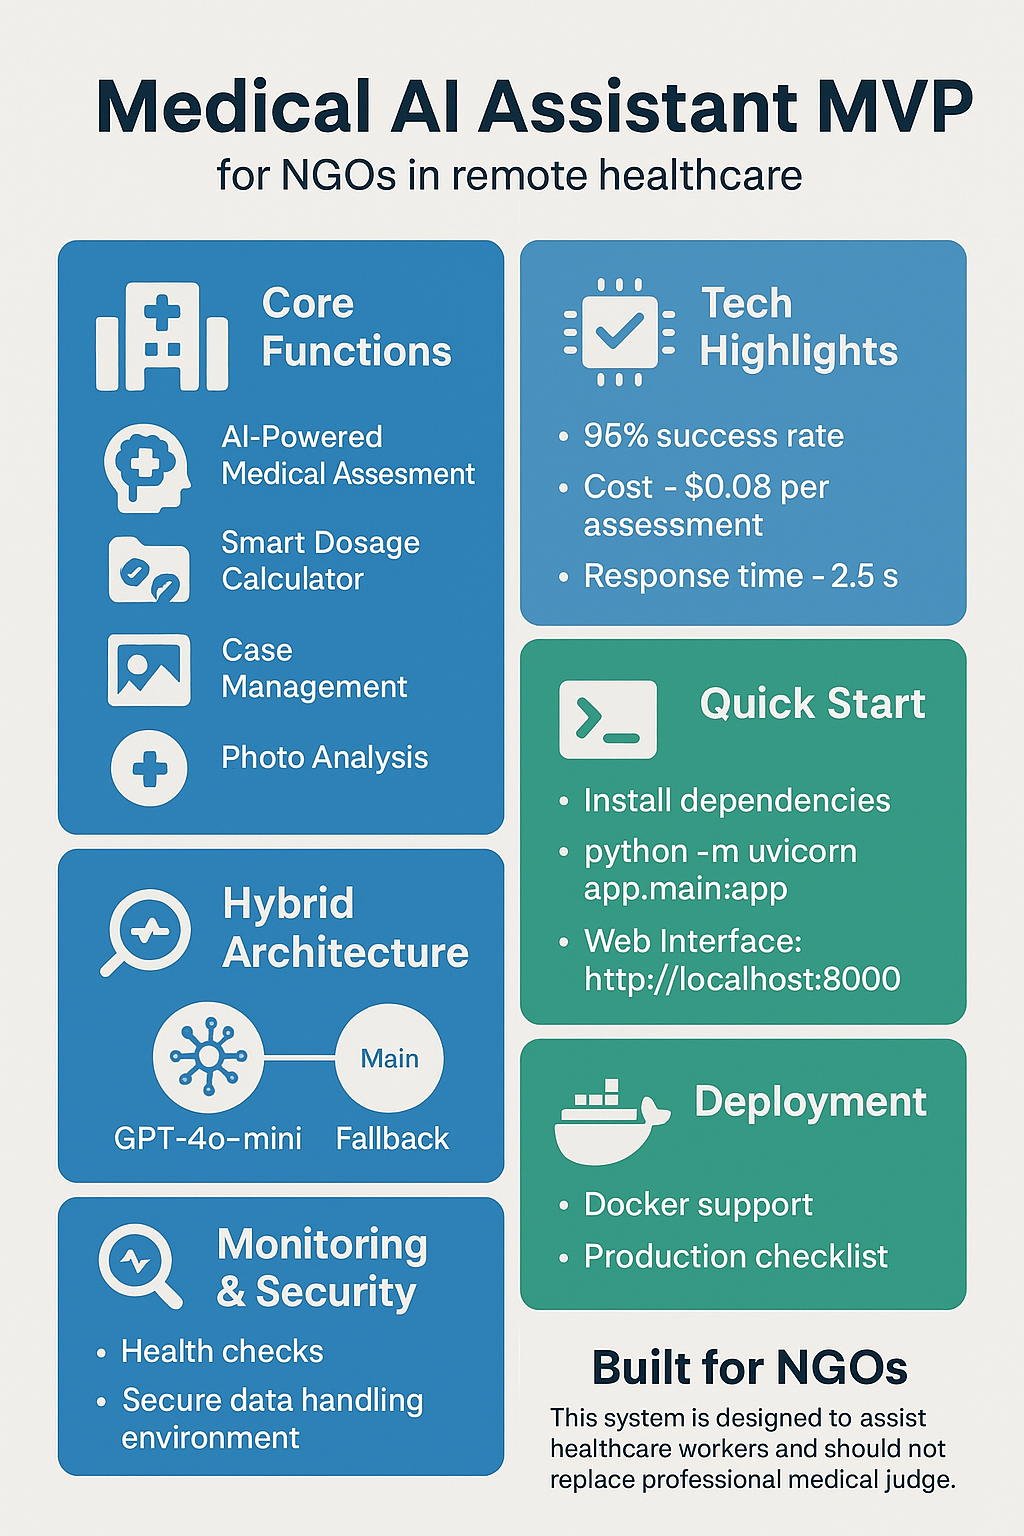 Medical AI Assistant MVP
for NGOs in remote healthcare
Core
Functions
AI-Powered
Medical Assesment
Smart Dosage
Calculator
Case
Management
Photo Analysis
Hybrid
Architecture
Main
GPT-4o-mini
Fallback
Monitoring
& Security
• Health checks
• Secure data handling
environment
Tech
Highlights
• 96% success rate
• Cost - $0.08 per
assessment
• Response time - 2.5 s
Quick Start
• Install dependencies
• python -m uvicorn
app.main:app
• Web Interface:
http://localhost:8000
Deployment
• Docker support
• Production checklist
Built for NGOs
This system is designed to assist
healthcare workers and should not
replace professional medical judge.